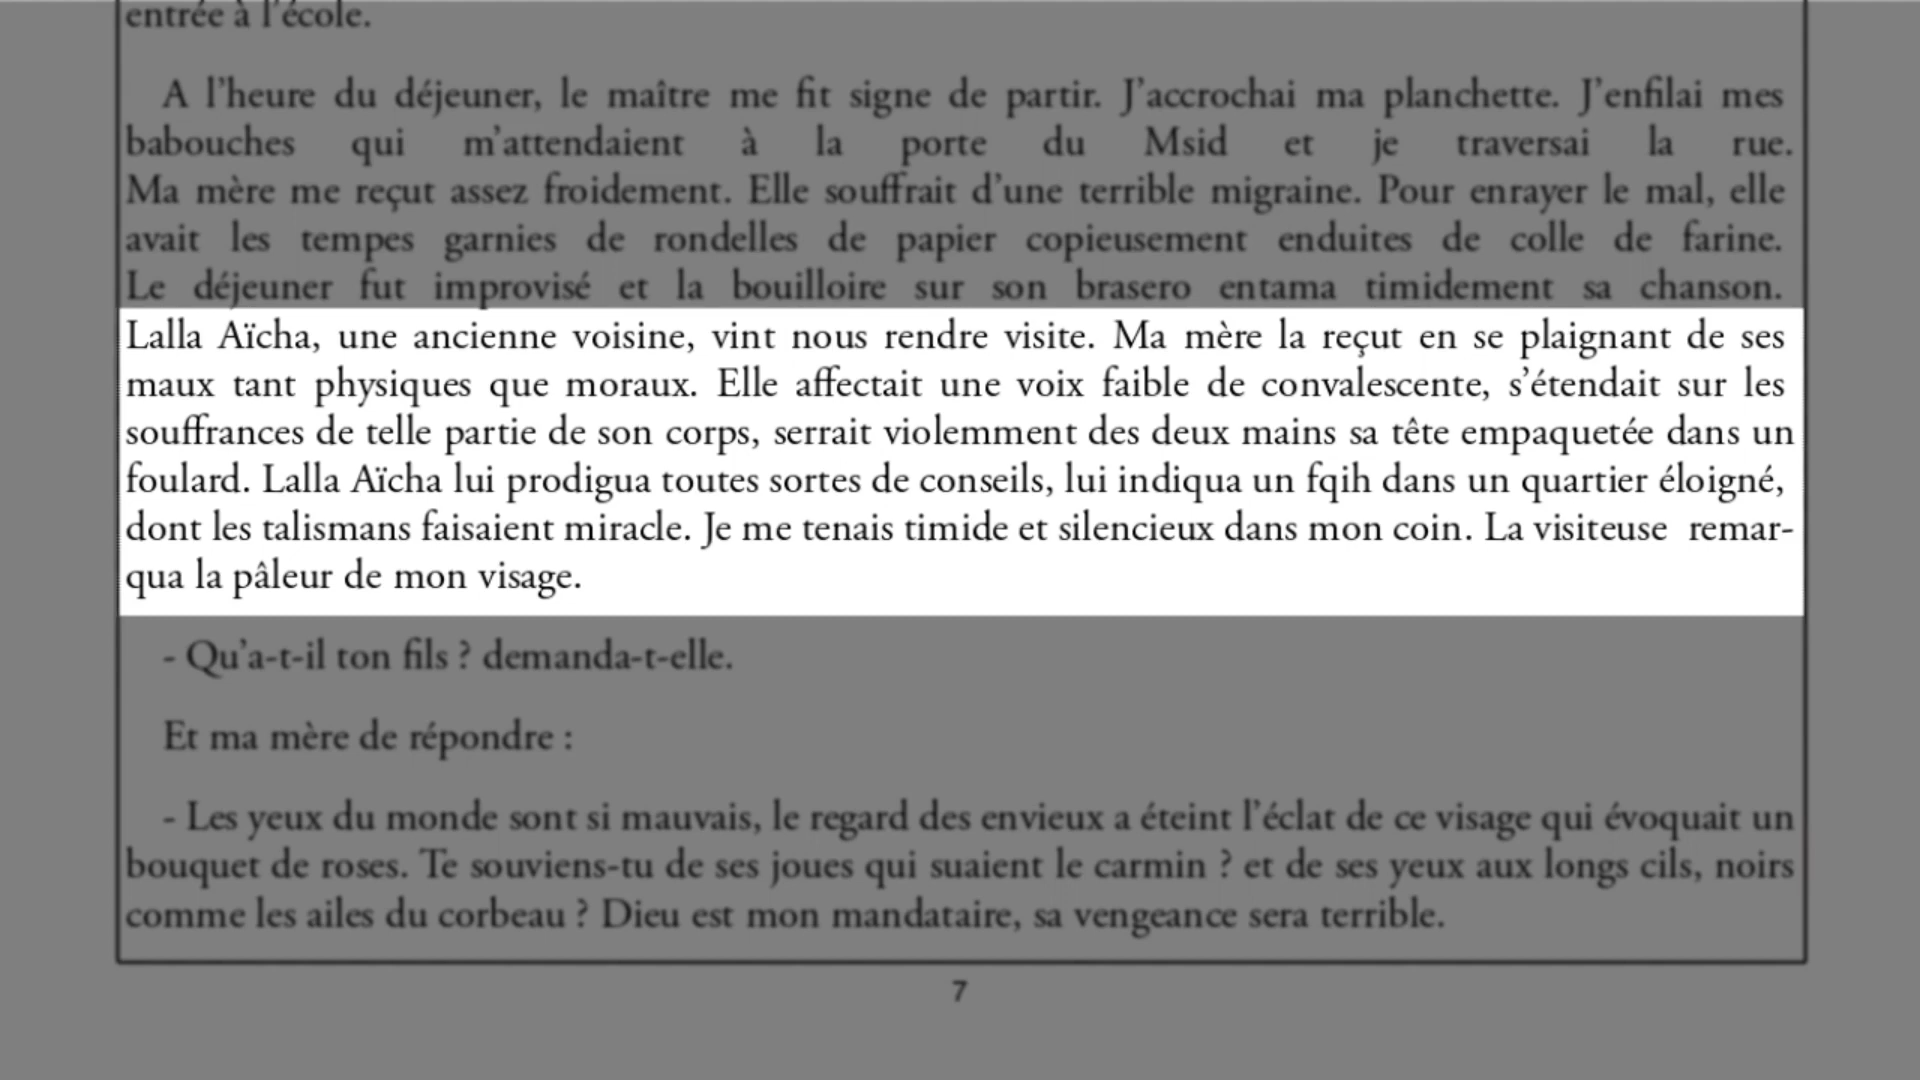 entrée à l'école.
A l'heure du déjeuner, le maître me fit signe de partir. J'accrochai ma planchette. J'enfilai mes
babouches qui m'attendaient à la porte du Msid et je traversai la rue.
Ma mère me reçut assez froidement. Elle souffrait d'une terrible migraine. Pour enrayer le mal, elle
avait les tempes garnies de rondelles de papier copieusement enduites de colle de farine.
Le déjeuner fut improvisé et la bouilloire sur son brasero entama timidement sa chanson.
Lalla Aïcha, une ancienne voisine, vint nous rendre visite. Ma mère la reçut en se plaignant de ses
maux tant physiques que moraux. Elle affectait une voix faible de convalescente, s'étendait sur les
souffrances de telle partie de son corps, serrait violemment des deux mains sa tête empaquetée dans un
foulard. Lalla Aïcha lui prodigua toutes sortes de conseils, lui indiqua un fqih dans un quartier éloigné,
dont les talismans faisaient miracle. Je me tenais timide et silencieux dans mon coin. La visiteuse remar-
qua la pâleur de mon visage.
- Qu'a-t-il ton fils ? demanda-t-elle.
Et ma mère de répondre :
- Les yeux du monde sont si mauvais, le regard des envieux a éteint l'éclat de ce visage qui évoquait un
bouquet de roses. Te souviens-tu de ses joues qui suaient le carmin ? et de ses yeux aux longs cils, noirs
comme les ailes du corbeau ? Dieu est mon mandataire, sa vengeance sera terrible.
7